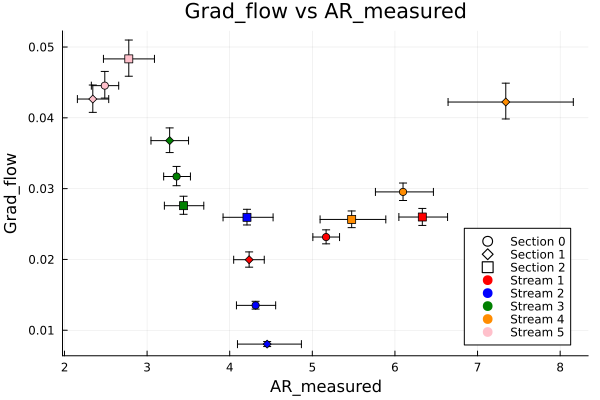 Grad_flow vs AR_measured
Grad_flow
0.05
0.04
0.03
0.02
0.01
2 3 4 5 6 7 8
AR_measured
Section 0
Section 1
Section 2
Stream 1
Stream 2
Stream 3
Stream 4
Stream 5